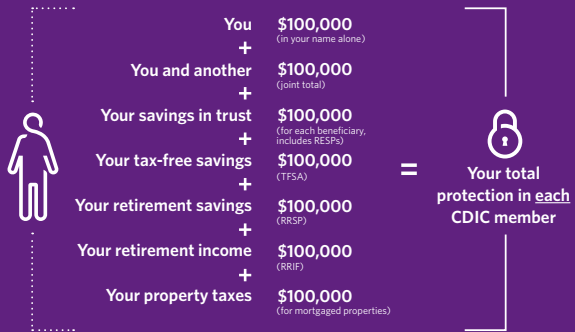 You $100,000
(in your name alone)
+
You and another $100,000
(joint total)
+
Your savings in trust $100,000
(for each beneficiary,
includes RESPs)
+
Your tax-free savings $100,000
(TFSA)
+
Your retirement savings $100,000
(RRSP)
+
Your retirement income $100,000
(RRIF)
+
Your property taxes $100,000
(for mortgaged properties)
=
Your total
protection in each
CDIC member